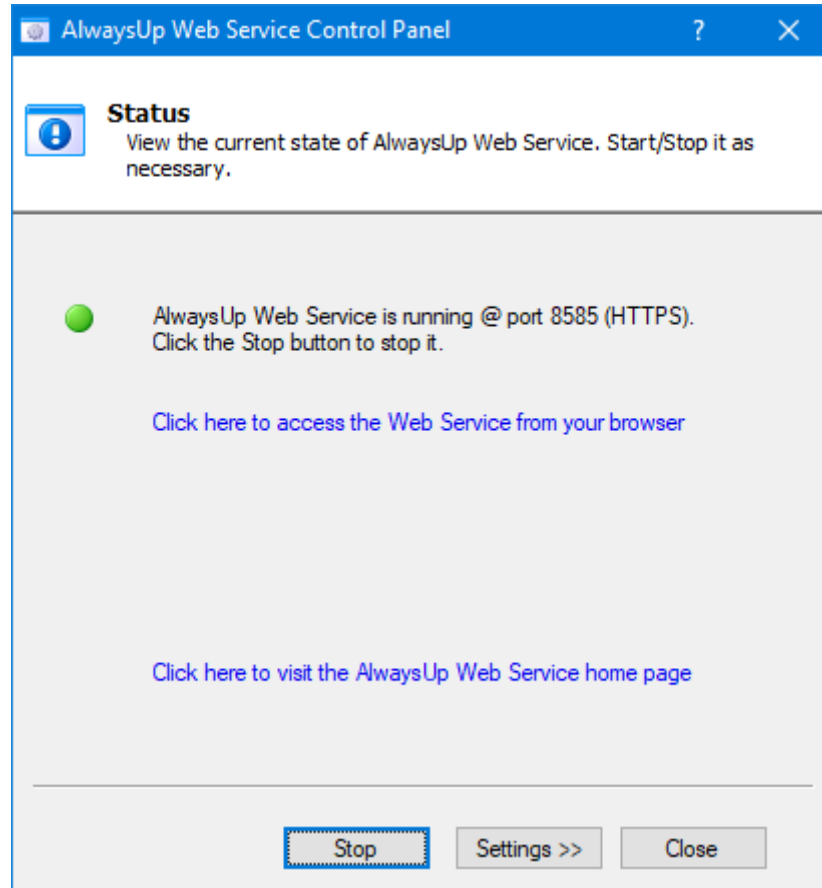 AlwaysUp Web Service Control Panel ?
Status
View the current state of AlwaysUp Web Service. Start/Stop it as
necessary.
AlwaysUp Web Service is running @ port 8585 (HTTPS).
Click the Stop button to stop it.
Click here to access the Web Service from your browser
Click here to visit the AlwaysUp Web Service home page
Stop Settings >> Close